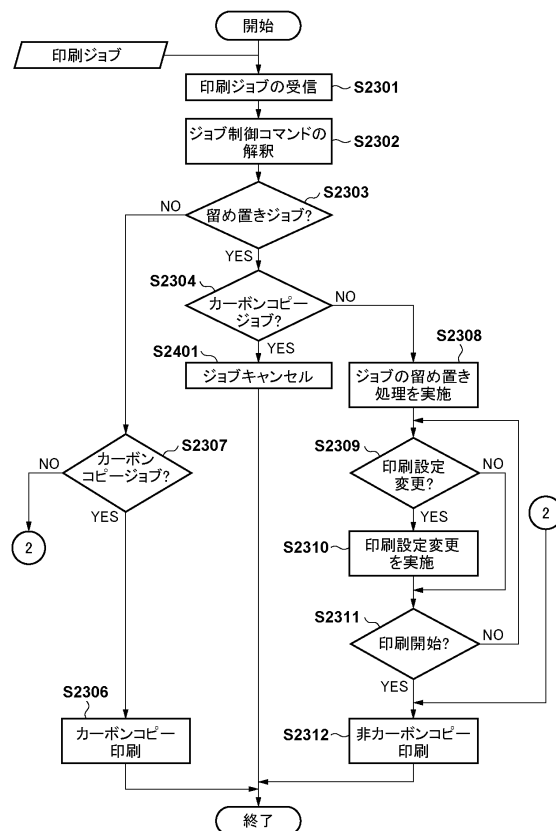 開始
印刷ジョブ
印刷ジョブの受信
S2301
ジョブ制御コマンドの
解釈
S2302
S2303
NO
留め置きジョブ?
YES
S2304
カーボンコピー
ジョブ?
NO
YES
S2401
ジョブキャンセル
S2308
ジョブの留め置き
処理を実施
S2307
NO
カーボン
コピージョブ?
YES
2
S2309
印刷設定
変更?
NO
YES
2
S2310
印刷設定変更
を実施
S2311
印刷開始?
NO
YES
S2306
カーボンコピー
印刷
S2312
非カーボンコピー
印刷
終了